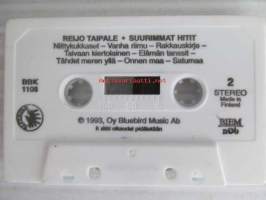 REIJO TAIPALE • SUURIMMAT HITIT
Niittykukkaset – Vanha riimu – Rakkauskirje –
Taivaan kiertolainen – Elämän tanssit –
Tähdet meren yllä – Onnen maa – Satumaa
BBK
1108
2
STEREO
Made in
Finland
© 1993, Oy Bluebird Music Ab
BIEM
nCb